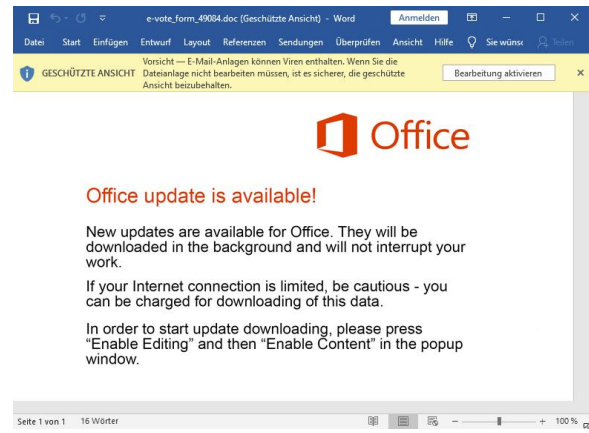 e-vote_form_49084.doc (Geschützte Ansicht) - Word Anmelden
Datei Start Einfügen Entwurf Layout Referenzen Sendungen Überprüfen Ansicht Hilfe Sie wünsc Teilen
GESCHÜTZTE ANSICHT
Vorsicht — E-Mail-Anlagen können Viren enthalten. Wenn Sie die
Dateianlage nicht bearbeiten müssen, ist es sicherer, die geschützte
Ansicht beizubehalten.
Bearbeitung aktivieren
Office
Office update is available!
New updates are available for Office. They will be
downloaded in the background and will not interrupt your
work.
If your Internet connection is limited, be cautious - you
can be charged for downloading of this data.
In order to start update downloading, please press
“Enable Editing” and then “Enable Content” in the popup
window.
Seite 1 von 1 16 Wörter 100 %